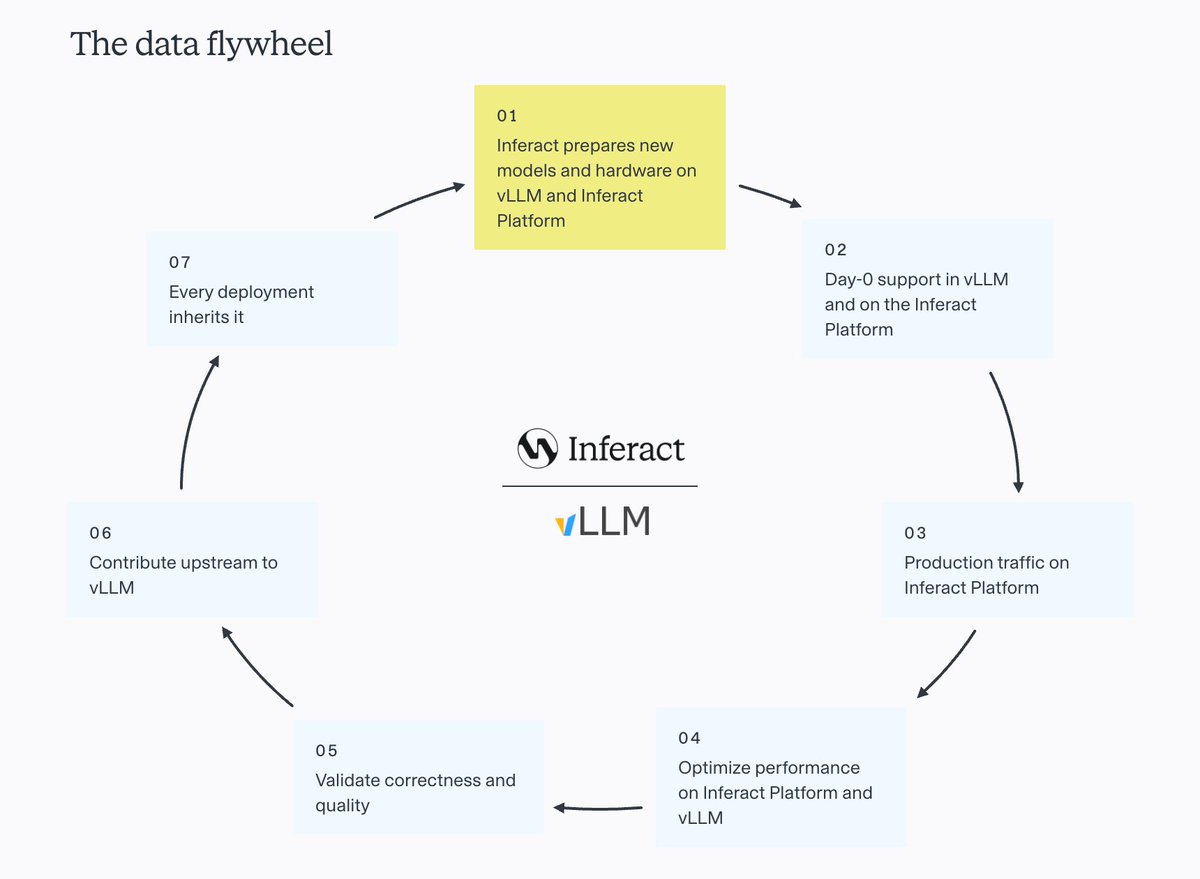 The data flywheel
01
Inferact prepares new
models and hardware on
vLLM and Inferact
Platform
02
Day-0 support in vLLM
and on the Inferact
Platform
03
Production traffic on
Inferact Platform
04
Optimize performance
on Inferact Platform and
vLLM
05
Validate correctness and
quality
06
Contribute upstream to
vLLM
07
Every deployment
inherits it
Inferact
vLLM